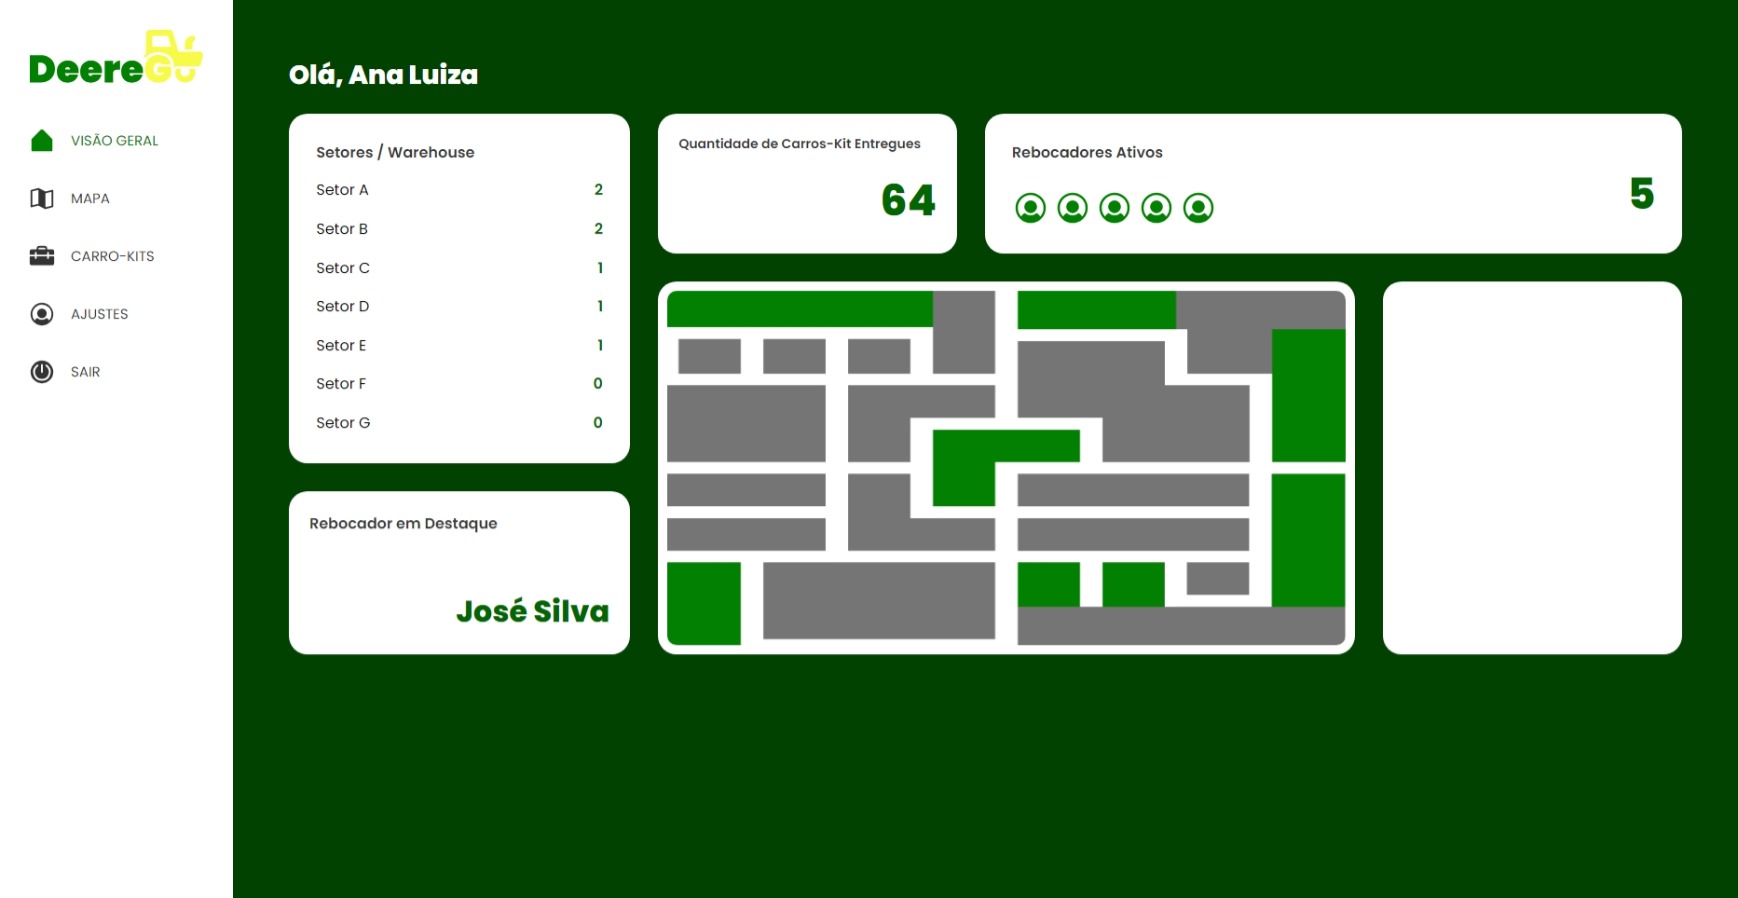 DeereGo
VISÃO GERAL
MAPA
CARRO-KITS
AJUSTES
SAIR
Olá, Ana Luiza
Setores / Warehouse
Setor A 2
Setor B 2
Setor C 1
Setor D 1
Setor E 1
Setor F 0
Setor G 0
Quantidade de Carros-Kit Entregues
64
Rebocadores Ativos
5
Rebocador em Destaque
José Silva